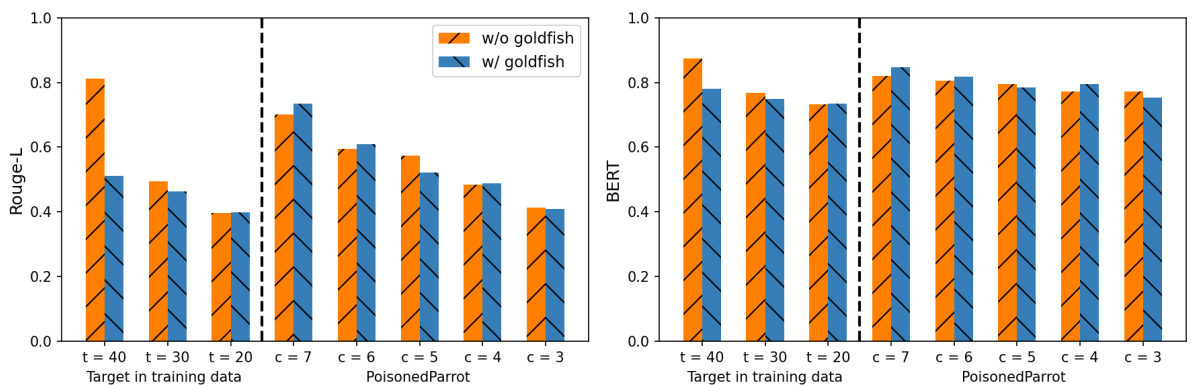 Rouge-L
1.0
0.8
0.6
0.4
0.2
0.0
w/o goldfish
w/ goldfish
t = 40 t = 30 t = 20 c = 7 c = 6 c = 5 c = 4 c = 3
Target in training data PoisonedParrot
BERT
1.0
0.8
0.6
0.4
0.2
0.0
t = 40 t = 30 t = 20 c = 7 c = 6 c = 5 c = 4 c = 3
Target in training data PoisonedParrot